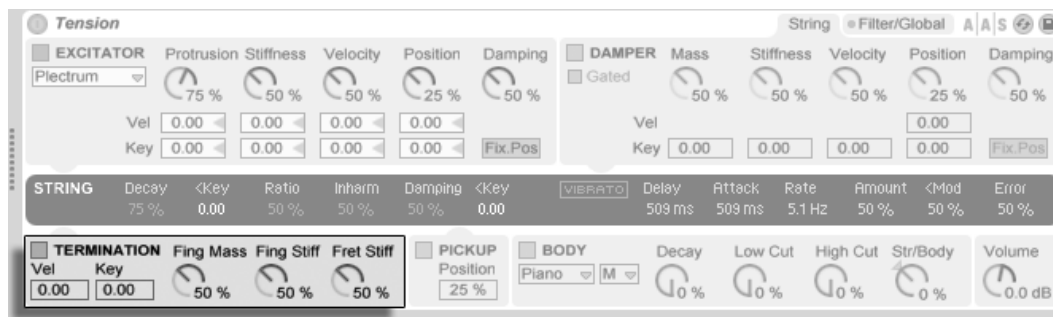 Tension String Filter/Global A A S
EXCITATOR Protrusion Stiffness Velocity Position Damping
Plectrum 75 % 50 % 50 % 25 % 50 %
Vel 0.00 0.00 0.00 0.00
Key 0.00 0.00 0.00 0.00 Fix.Pos
DAMPER Mass Stiffness Velocity Position Damping
Gated 50 % 50 % 50 % 25 % 50 %
Vel 0.00
Key 0.00 0.00 0.00 0.00 Fix.Pos
STRING Decay <Key Ratio Inharm Damping <Key VIBRATO Delay Attack Rate Amount <Mod Error
75 % 0.00 50 % 50 % 50 % 0.00 509 ms 509 ms 5.1 Hz 50 % 50 % 50 %
TERMINATION Fing Mass Fing Stiff Fret Stiff
Vel Key
0.00 0.00 50 % 50 % 50 %
PICKUP
Position
25 %
BODY Decay Low Cut High Cut Str/Body
Piano M 0 % 0 % 0 % 0 %
Volume
0.0 dB